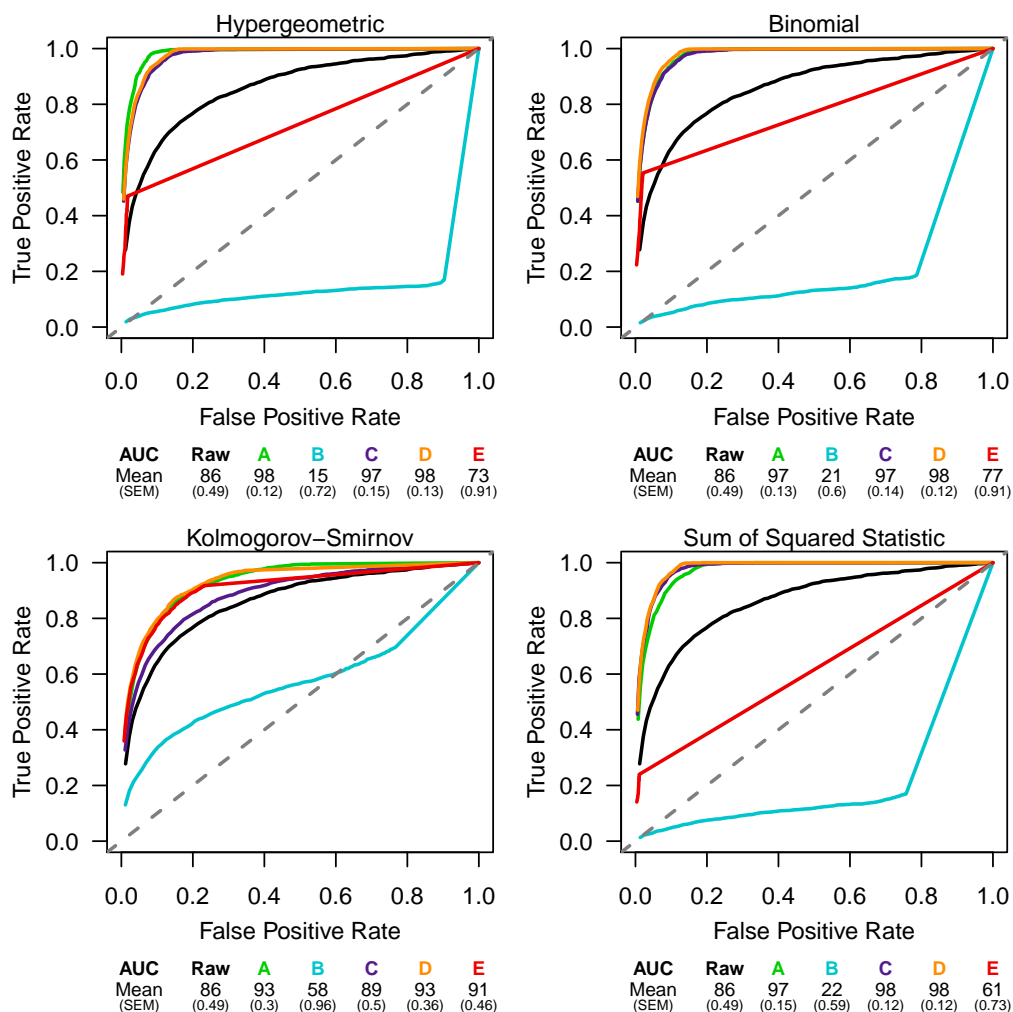 Hypergeometric
True Positive Rate
1.0
0.8
0.6
0.4
0.2
0.0
0.0 0.2 0.4 0.6 0.8 1.0
False Positive Rate
AUC Raw A B C D E
Mean 86 98 15 97 98 73
(SEM) (0.49) (0.12) (0.72) (0.15) (0.13) (0.91)
Binomial
True Positive Rate
1.0
0.8
0.6
0.4
0.2
0.0
0.0 0.2 0.4 0.6 0.8 1.0
False Positive Rate
AUC Raw A B C D E
Mean 86 97 21 97 98 77
(SEM) (0.49) (0.13) (0.6) (0.14) (0.12) (0.91)
Kolmogorov−Smirnov
True Positive Rate
1.0
0.8
0.6
0.4
0.2
0.0
0.0 0.2 0.4 0.6 0.8 1.0
False Positive Rate
AUC Raw A B C D E
Mean 86 93 58 89 93 91
(SEM) (0.49) (0.3) (0.96) (0.5) (0.36) (0.46)
Sum of Squared Statistic
True Positive Rate
1.0
0.8
0.6
0.4
0.2
0.0
0.0 0.2 0.4 0.6 0.8 1.0
False Positive Rate
AUC Raw A B C D E
Mean 86 97 22 98 98 61
(SEM) (0.49) (0.15) (0.59) (0.12) (0.12) (0.73)